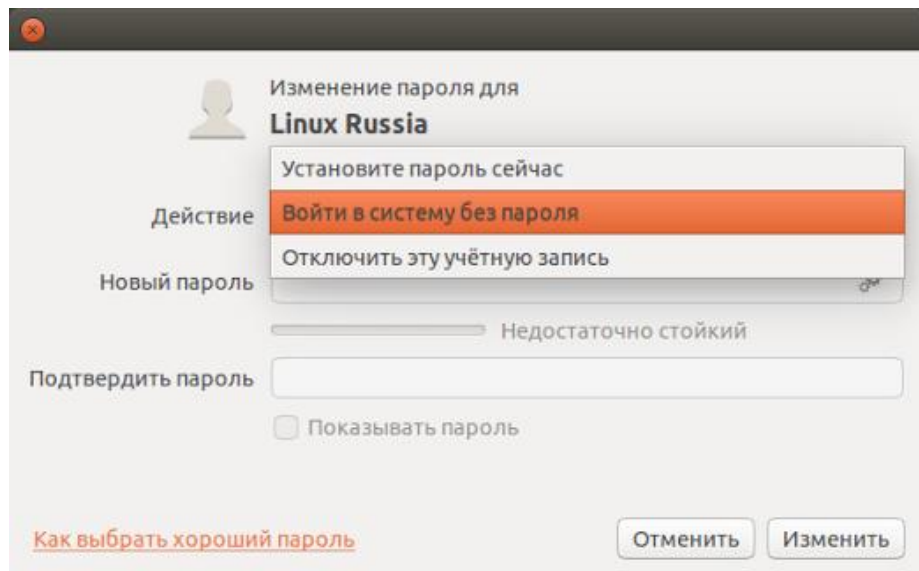 Изменение пароля для
Linux Russia
Установите пароль сейчас
Действие Войти в систему без пароля
Отключить эту учётную запись
Новый пароль
Недостаточно стойкий
Подтвердить пароль
Показывать пароль
Как выбрать хороший пароль Отменить Изменить